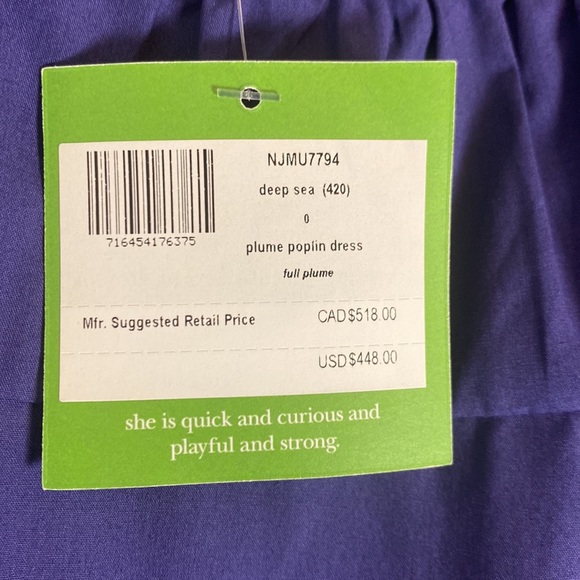 NJMU7794
deep sea (420)
0
716454176375
plume poplin dress
full plume
Mfr. Suggested Retail Price CAD$518.00
USD$448.00
she is quick and curious and
playful and strong.